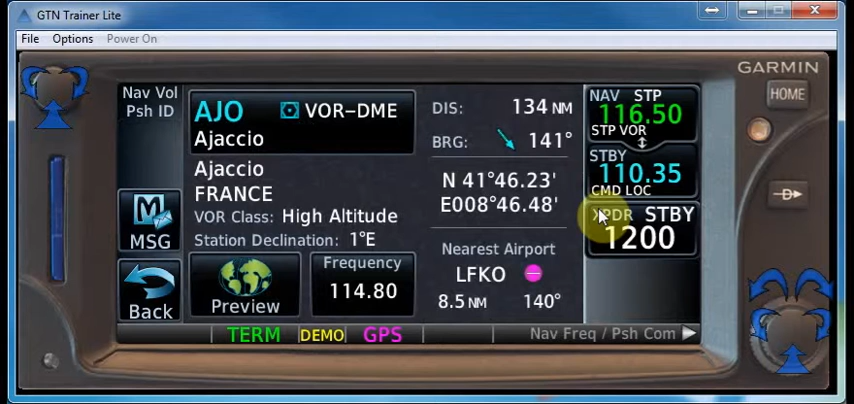 GTN Trainer Lite
File Options Power On
GARMIN
HOME
Nav Vol
Psh ID
MSG
Back
AJO VOR-DME
Ajaccio
Ajaccio
FRANCE
VOR Class: High Altitude
Station Declination: 1°E
Preview
Frequency
114.80
DIS: 134 NM
BRG: 141°
N 41°46.23'
E008°46.48'
Nearest Airport
LFKO
8.5 NM 140°
NAV STP
116.50
STP VOR
STBY
110.35
CMD LOC
XPDR STBY
1200
D
TERM DEMO GPS Nav Freq / Psh Com